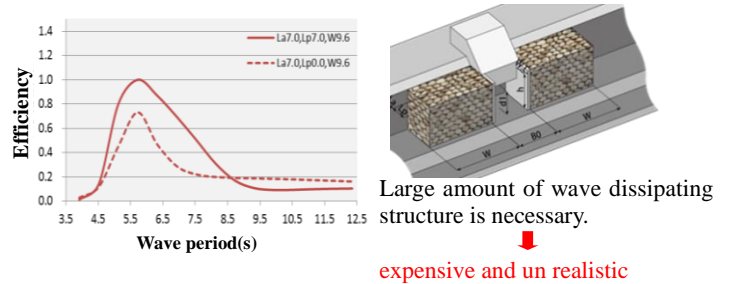 1.4
1.2
1.0
0.8
0.6
0.4
0.2
0.0
Efficiency
La7.0,Lp7.0,W9.6
La7.0,Lp0.0,W9.6
3.5 4.5 5.5 6.5 7.5 8.5 9.5 10.5 11.5 12.5
Wave period(s)
h
d1
W
B0
W
Large amount of wave dissipating
structure is necessary.
expensive and un realistic